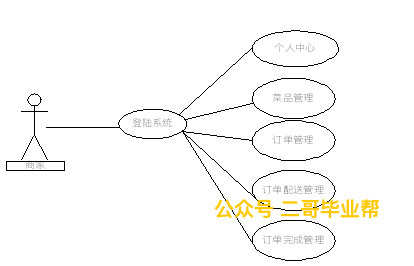 个人中心
菜品管理
登陆系统
订单管理
商家
订单配送管理
公众号 二哥毕业帮
订单完成管理